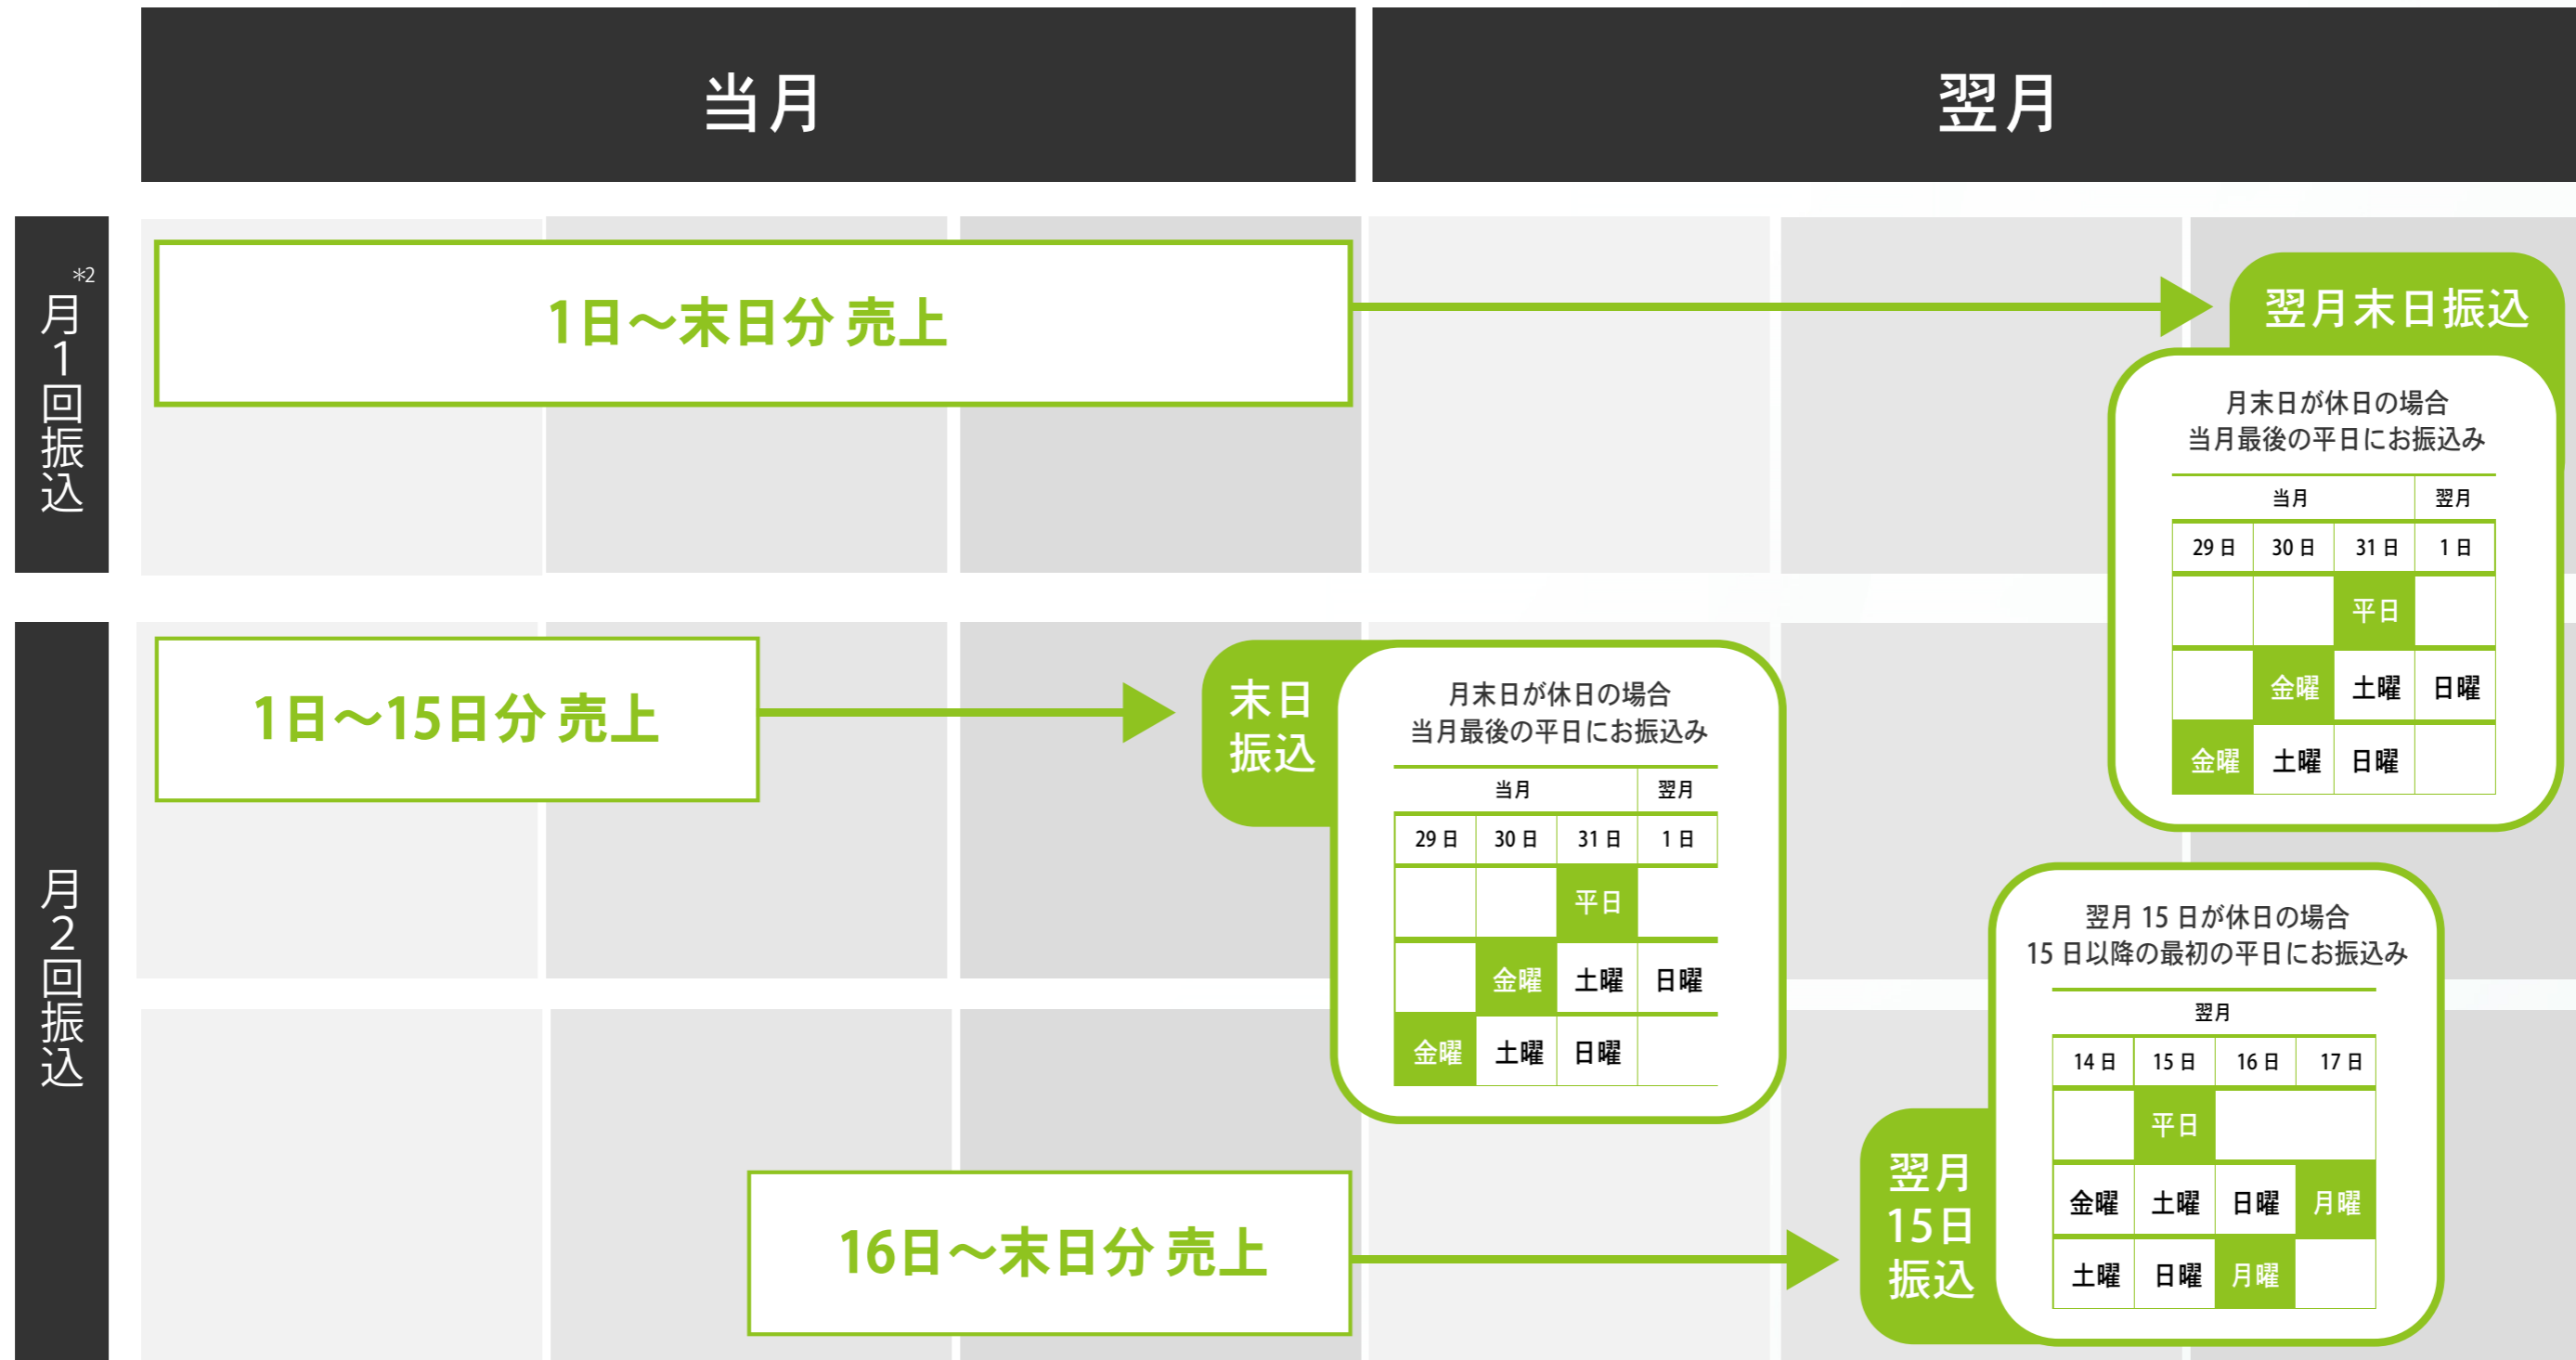 当月
翌月
*2
月1回振込
1日～末日分 売上
翌月末日振込
月末日が休日の場合
当月最後の平日にお振込み
当月 翌月
29日 30日 31日 1日
平日
金曜 土曜 日曜
金曜 土曜 日曜
月2回振込
1日～15日分 売上
末日
振込
月末日が休日の場合
当月最後の平日にお振込み
当月 翌月
29日 30日 31日 1日
平日
金曜 土曜 日曜
金曜 土曜 日曜
16日～末日分 売上
翌月
15日
振込
翌月 15 日が休日の場合
15 日以降の最初の平日にお振込み
翌月
14日 15日 16日 17日
平日
金曜 土曜 日曜 月曜
土曜 日曜 月曜